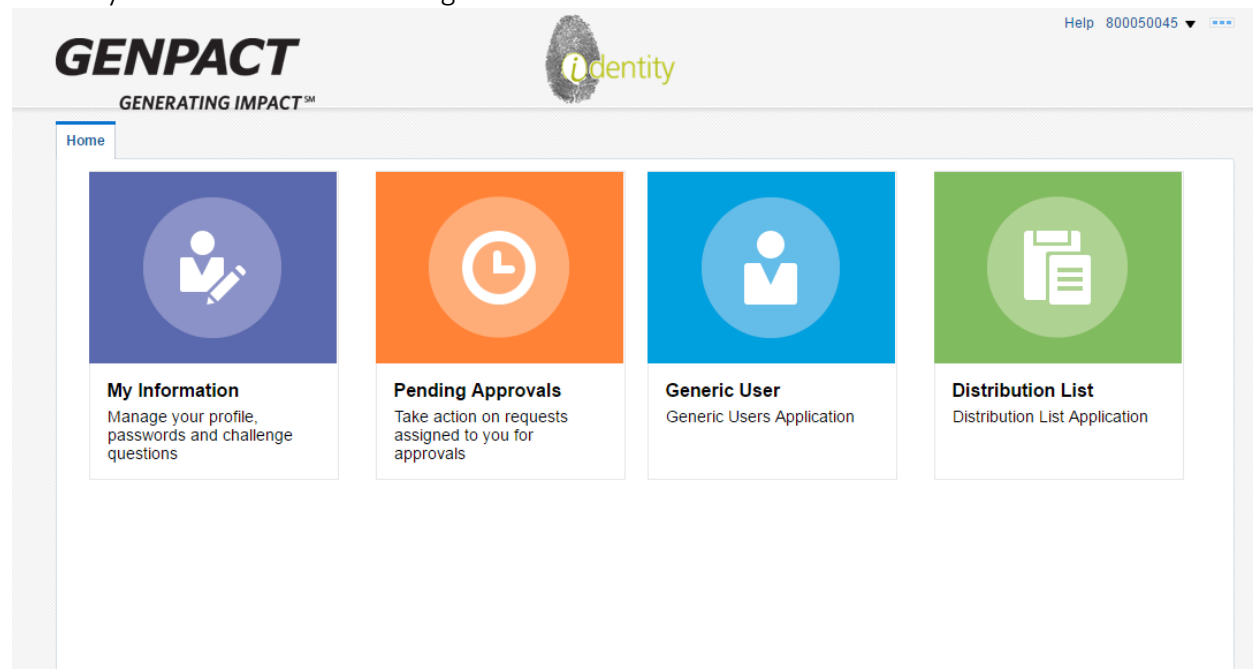 Help 800050045
GENPACT
identity
GENERATING IMPACT℠
Home
My Information
Manage your profile,
passwords and challenge
questions
Pending Approvals
Take action on requests
assigned to you for
approvals
Generic User
Generic Users Application
Distribution List
Distribution List Application